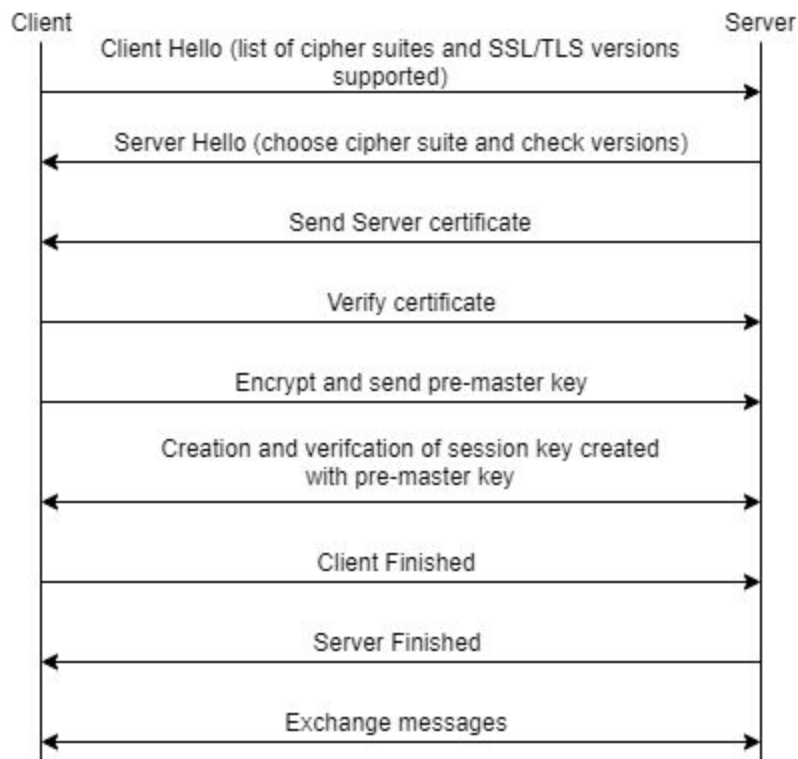 Client
Server
Client Hello (list of cipher suites and SSL/TLS versions
supported)
Server Hello (choose cipher suite and check versions)
Send Server certificate
Verify certificate
Encrypt and send pre-master key
Creation and verifcation of session key created
with pre-master key
Client Finished
Server Finished
Exchange messages